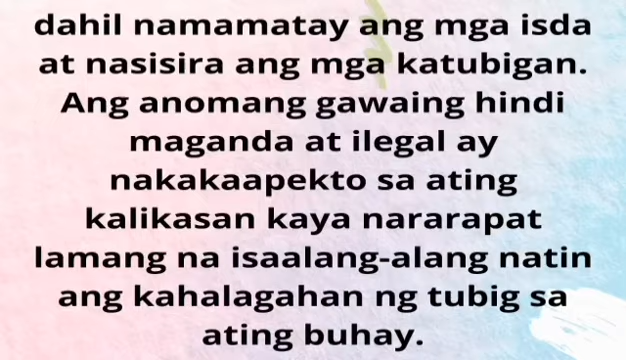 dahil namamatay ang mga isda
at nasisira ang mga katubigan.
Ang anomang gawaing hindi
maganda at ilegal ay
nakakaapekto sa ating
kalikasan kaya nararapat
lamang na isaalang-alang natin
ang kahalagahan ng tubig sa
ating buhay.